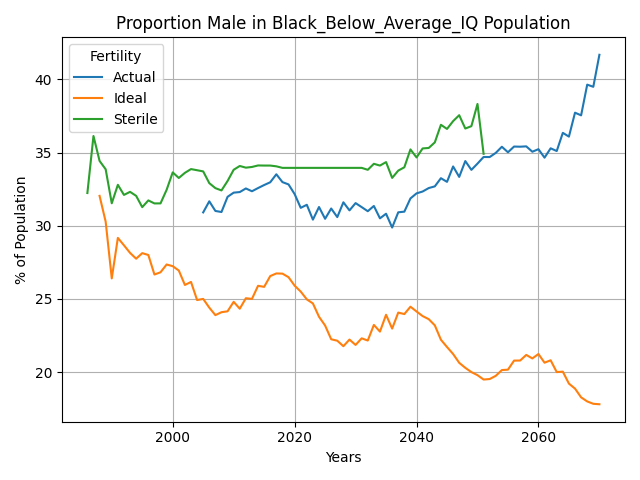 Proportion Male in Black_Below_Average_IQ Population
Fertility
Actual
Ideal
Sterile
% of Population
40
35
30
25
20
2000
2020
2040
2060
Years